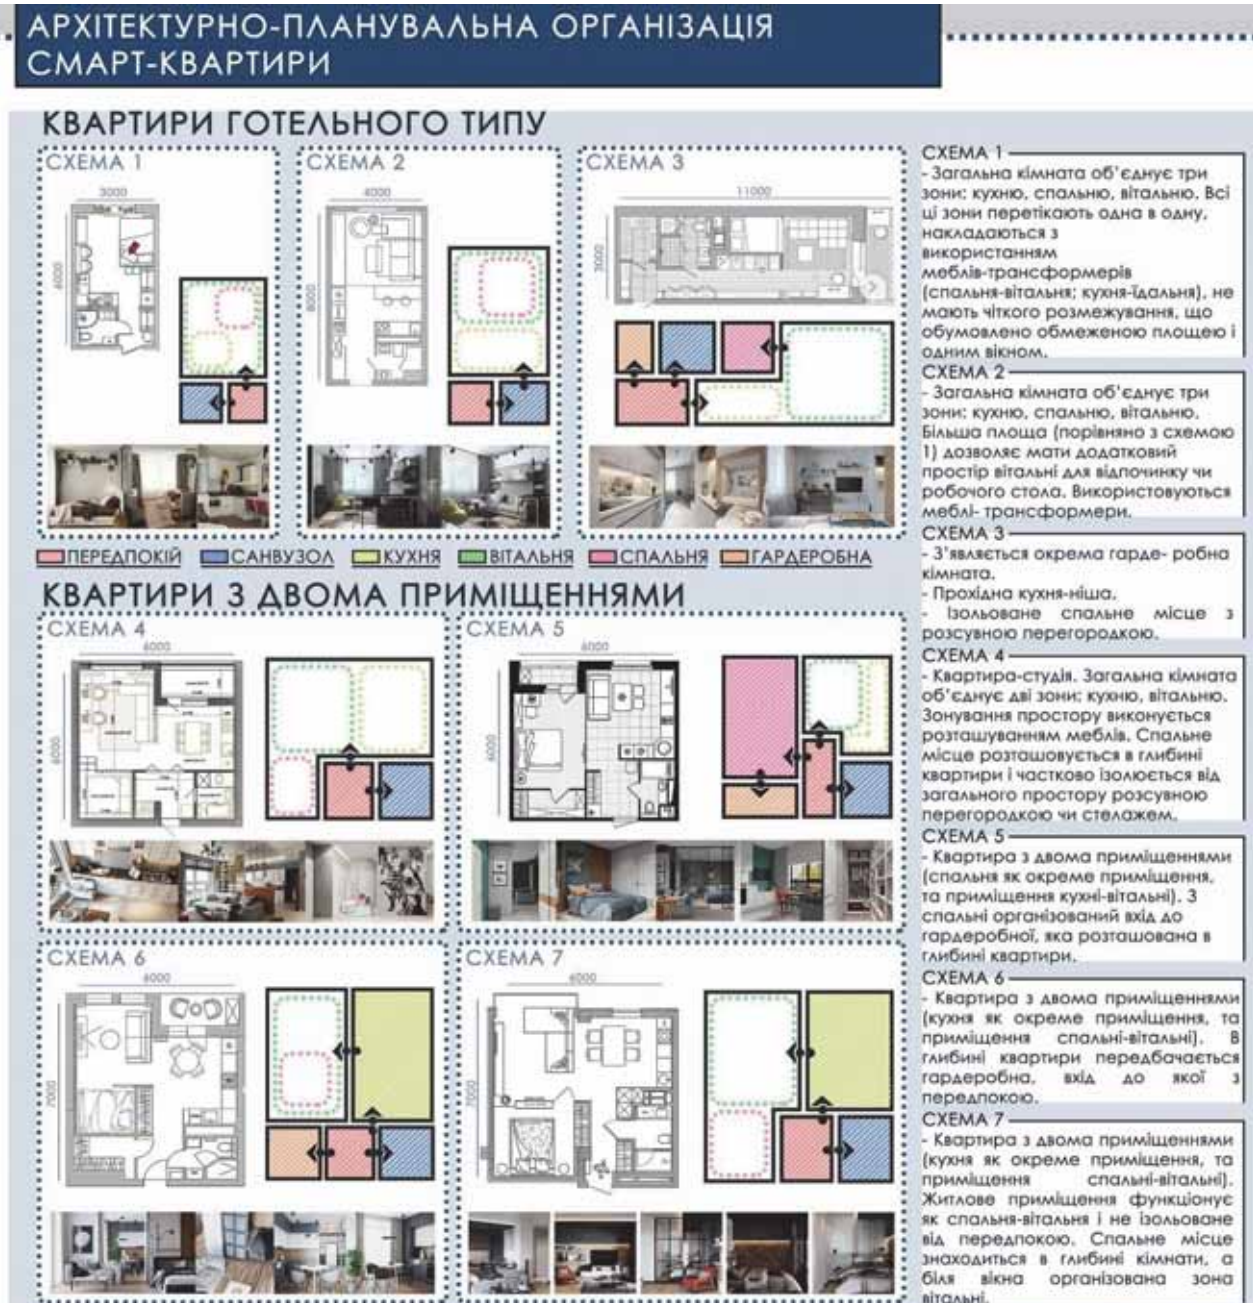 АРХІТЕКТУРНО-ПЛАНУВАЛЬНА ОРГАНІЗАЦІЯ
СМАРТ-КВАРТИРИ
КВАРТИРИ ГОТЕЛЬНОГО ТИПУ
СХЕМА 1
3000
6000
СХЕМА 2
4000
8000
СХЕМА 3
11000
3000
ПЕРЕДПОКІЙ
САНВУЗОЛ
КУХНЯ
ВІТАЛЬНЯ
СПАЛЬНЯ
ГАРДЕРОБНА
КВАРТИРИ З ДВОМА ПРИМІЩЕННЯМИ
СХЕМА 4
6000
6000
СХЕМА 5
6000
6000
СХЕМА 6
6000
7000
СХЕМА 7
6000
7000
СХЕМА 1
- Загальна кімната об’єднує три
зони: кухню, спальню, вітальню. Всі
ці зони перетікають одна в одну,
накладаються з
використанням
меблів-трансформерів
(спальня-вітальня; кухня-їдальня), не
мають чіткого розмежування, що
обумовлено обмеженою площею і
одним вікном.
СХЕМА 2
- Загальна кімната об’єднує три
зони: кухню, спальню, вітальню.
Більша площа (порівняно з схемою
1) дозволяє мати додатковий
простір вітальні для відпочинку чи
робочого стола. Використовуються
меблі- трансформери.
СХЕМА 3
- З’являється окрема гарде- робна
кімната.
- Прохідна кухня-ніша.
- Ізольоване спальне місце з
розсувною перегородкою.
СХЕМА 4
- Квартира-студія. Загальна кімната
об’єднує дві зони: кухню, вітальню.
Зонування простору виконується
розташуванням меблів. Спальне
місце розташовується в глибині
квартири і частково ізолюється від
загального простору розсувною
перегородкою чи стелажем.
СХЕМА 5
- Квартира з двома приміщеннями
(спальня як окреме приміщення,
та приміщення кухні-вітальні). З
спальні організований вхід до
гардеробної, яка розташована в
глибині квартири.
СХЕМА 6
- Квартира з двома приміщеннями
(кухня як окреме приміщення, та
приміщення спальні-вітальні). В
глибині квартири передбачається
гардеробна, вхід до якої з
передпокою.
СХЕМА 7
- Квартира з двома приміщеннями
(кухня як окреме приміщення, та
приміщення спальні-вітальні).
Житлове приміщення функціонує
як спальня-вітальня і не ізольоване
від передпокою. Спальне місце
знаходиться в глибині кімнати, а
біля вікна організована зона
вітальні.